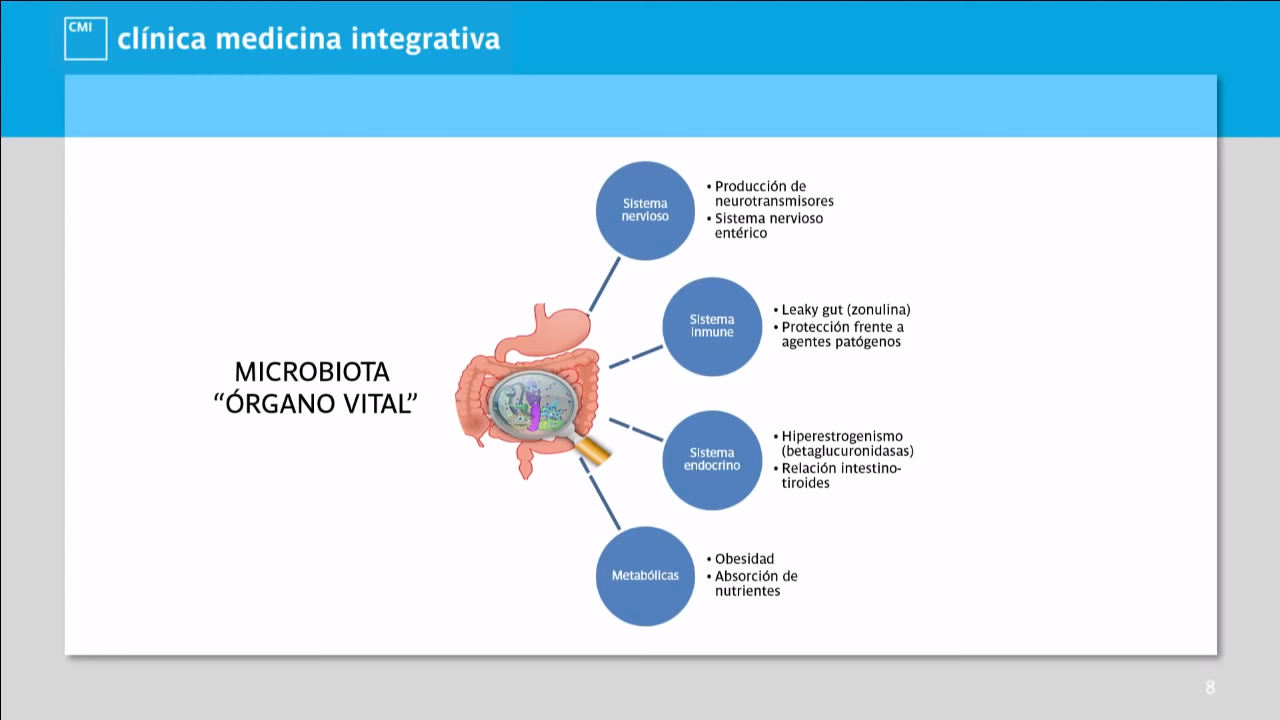 CMI
clínica medicina integrativa
Sistema
nervioso
• Producción de
neurotransmisores
• Sistema nervioso
entérico
Sistema
inmune
• Leaky gut (zonulina)
• Protección frente a
agentes patógenos
MICROBIOTA
“ÓRGANO VITAL”
Sistema
endocrino
• Hiperestrogenismo
(betaglucuronidasas)
• Relación intestino-
tiroides
Metabólicas
• Obesidad
• Absorción de
nutrientes
8